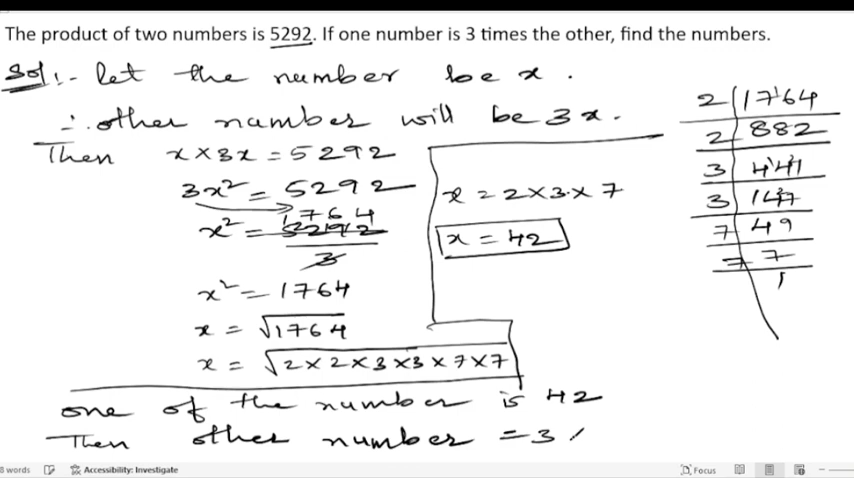 The product of two numbers is 5292. If one number is 3 times the other, find the numbers.
Sol:- let the number be x.
∴ other number will be 3x.
Then x × 3x = 5292
3x² = 5292
x² = 5292/3
1764
x² = 1764
x = √1764
x = √2×2×3×3×7×7
x = 2×3×7
x = 42
2 | 1764
2 | 882
3 | 441
3 | 147
7 | 49
7 | 7
1
one of the number is 42
Then other number = 3
8 words Accessibility: Investigate Focus